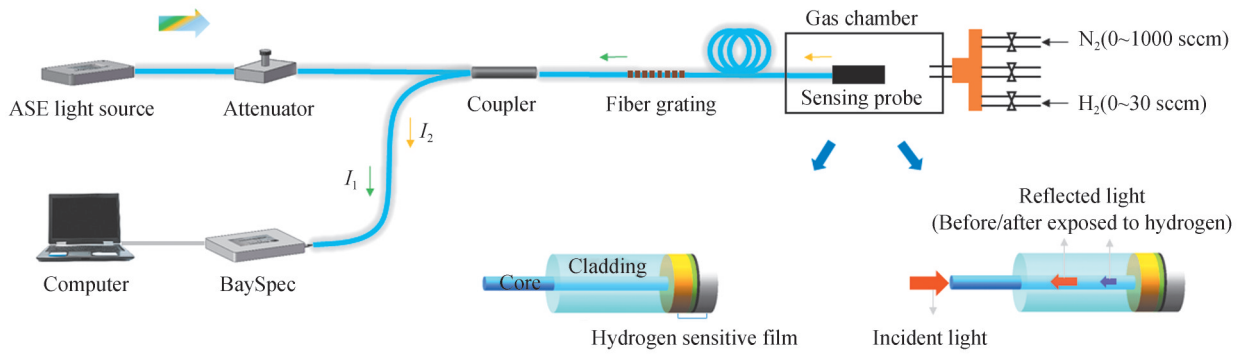 Gas chamber
N₂(0~1000 sccm)
ASE light source
Attenuator
Coupler
Fiber grating
Sensing probe
H₂(0~30 sccm)
I₂
I₁
Reflected light
(Before/after exposed to hydrogen)
Computer
BaySpec
Cladding
Core
Hydrogen sensitive film
Incident light